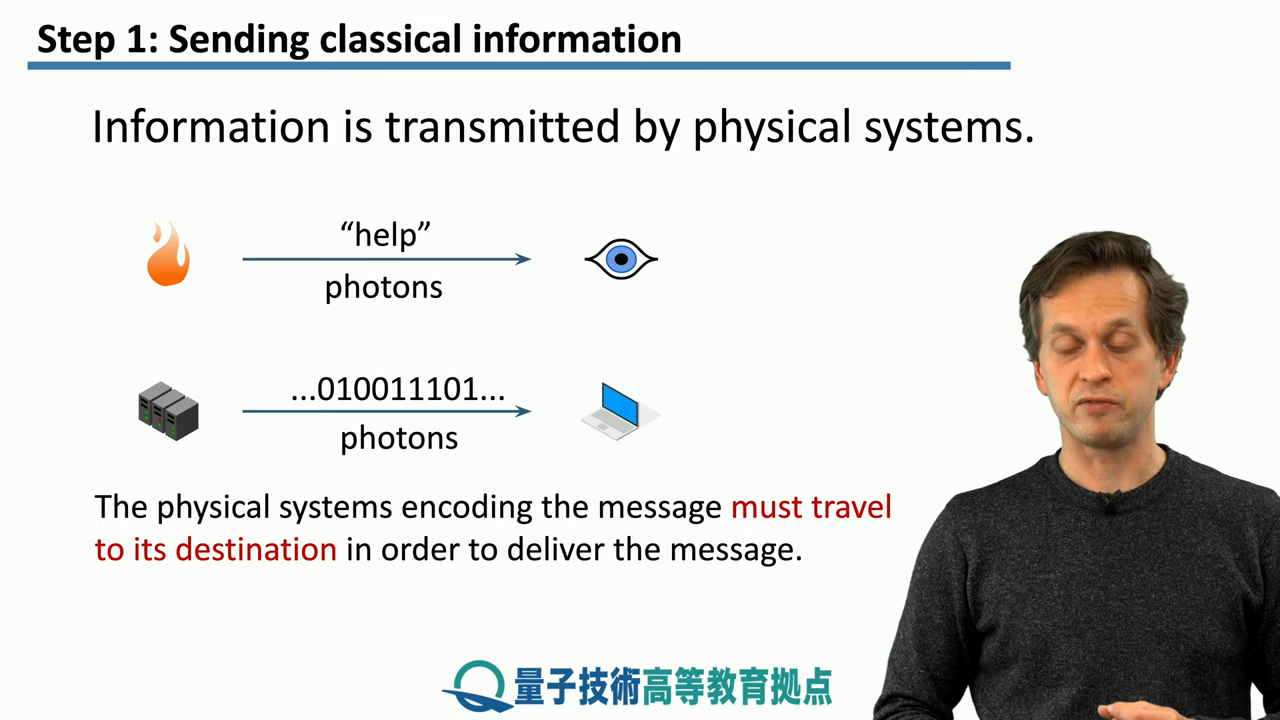 Step 1: Sending classical information
Information is transmitted by physical systems.
“help”
photons
...010011101...
photons
The physical systems encoding the message must travel
to its destination in order to deliver the message.
量子技術高等教育拠点